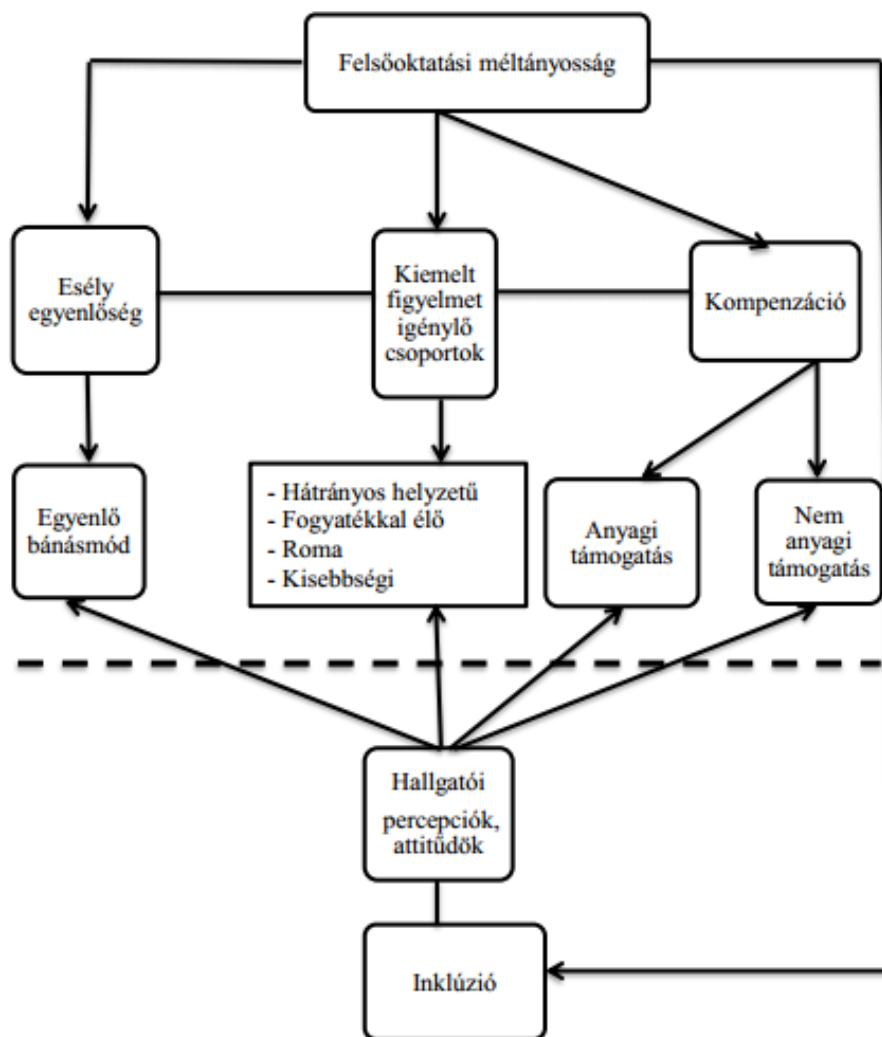 Felsőoktatási méltányosság
Esély
egyenlőség
Kiemelt
figyelmet
igénylő
csoportok
Kompenzáció
Egyenlő
bánásmód
- Hátrányos helyzetű
- Fogyatékkal élő
- Roma
- Kisebbségi
Anyagi
támogatás
Nem
anyagi
támogatás
Hallgatói
percepciók,
attitűdök
Inklúzió